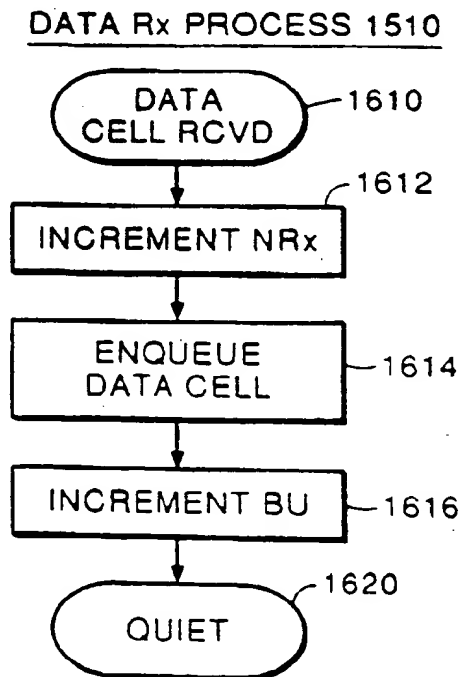 DATA Rx PROCESS 1510
DATA
CELL RCVD
1610
1612
INCREMENT NRx
ENQUEUE
DATA CELL
1614
INCREMENT BU
1616
1620
QUIET